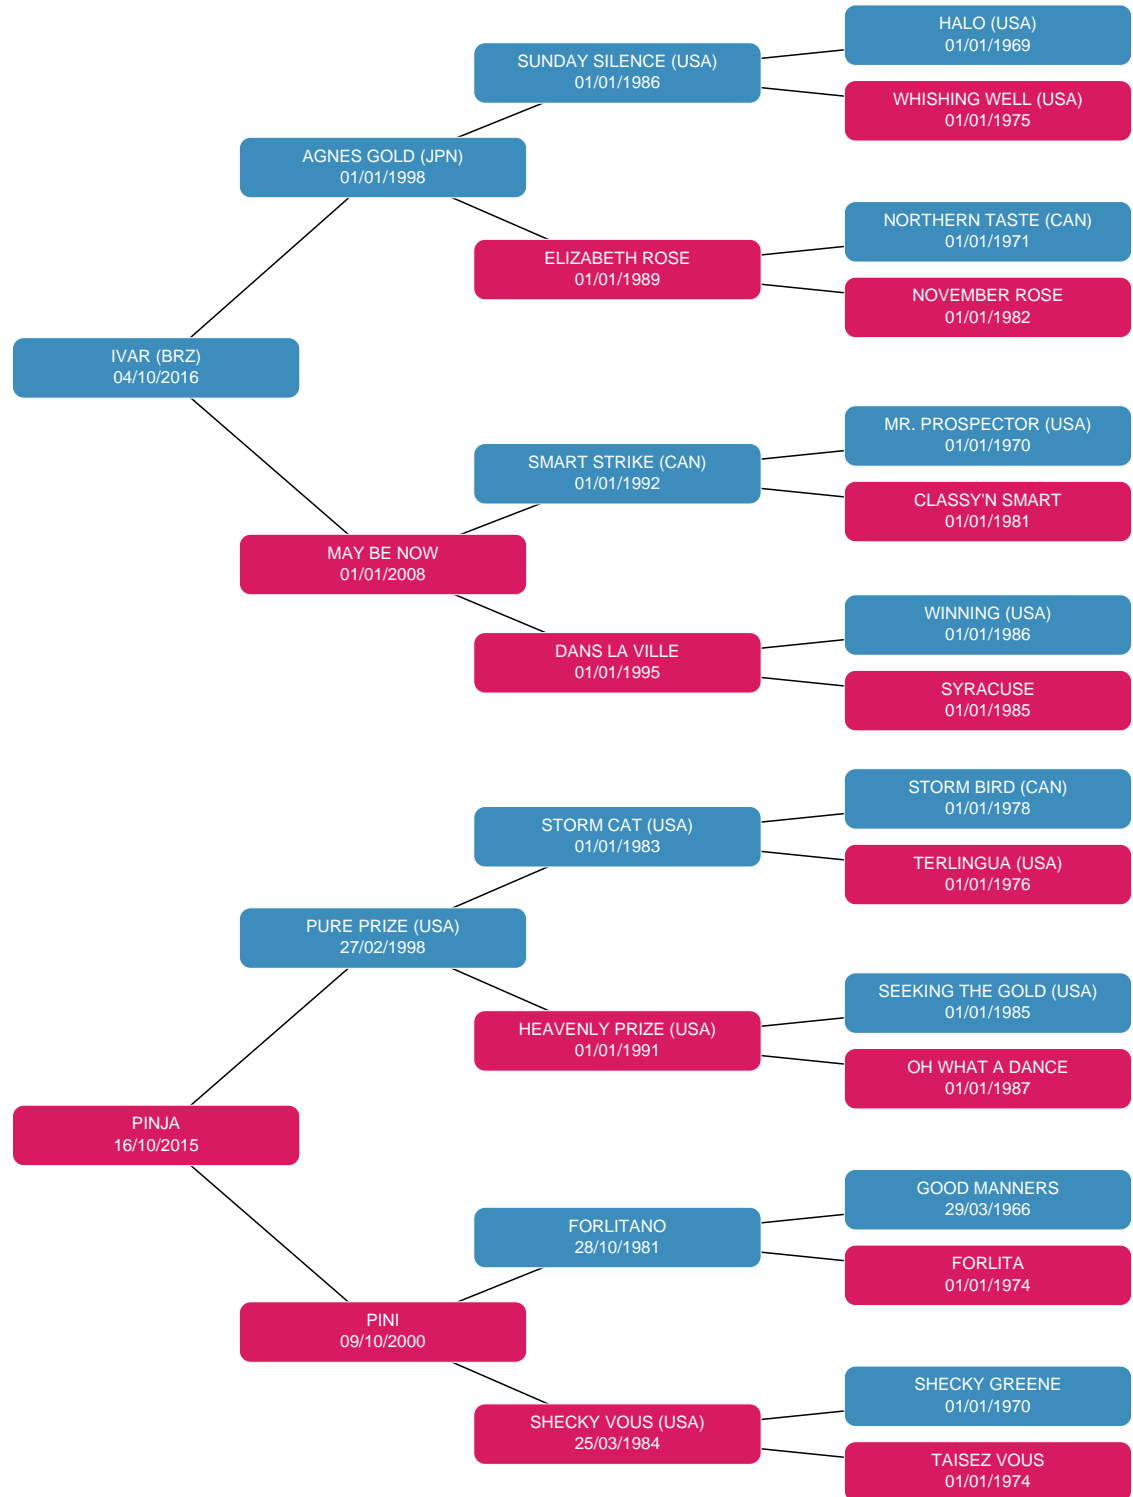 HALO (USA)
01/01/1969
SUNDAY SILENCE (USA)
01/01/1986
WHISHING WELL (USA)
01/01/1975
AGNES GOLD (JPN)
01/01/1998
NORTHERN TASTE (CAN)
01/01/1971
ELIZABETH ROSE
01/01/1989
NOVEMBER ROSE
01/01/1982
IVAR (BRZ)
04/10/2016
MR. PROSPECTOR (USA)
01/01/1970
SMART STRIKE (CAN)
01/01/1992
CLASSY'N SMART
01/01/1981
MAY BE NOW
01/01/2008
WINNING (USA)
01/01/1986
DANS LA VILLE
01/01/1995
SYRACUSE
01/01/1985
STORM BIRD (CAN)
01/01/1978
STORM CAT (USA)
01/01/1983
TERLINGUA (USA)
01/01/1976
PURE PRIZE (USA)
27/02/1998
SEEKING THE GOLD (USA)
01/01/1985
HEAVENLY PRIZE (USA)
01/01/1991
OH WHAT A DANCE
01/01/1987
PINJA
16/10/2015
GOOD MANNERS
29/03/1966
FORLITANO
28/10/1981
FORLITA
01/01/1974
PINI
09/10/2000
SHECKY GREENE
01/01/1970
SHECKY VOUS (USA)
25/03/1984
TAISEZ VOUS
01/01/1974